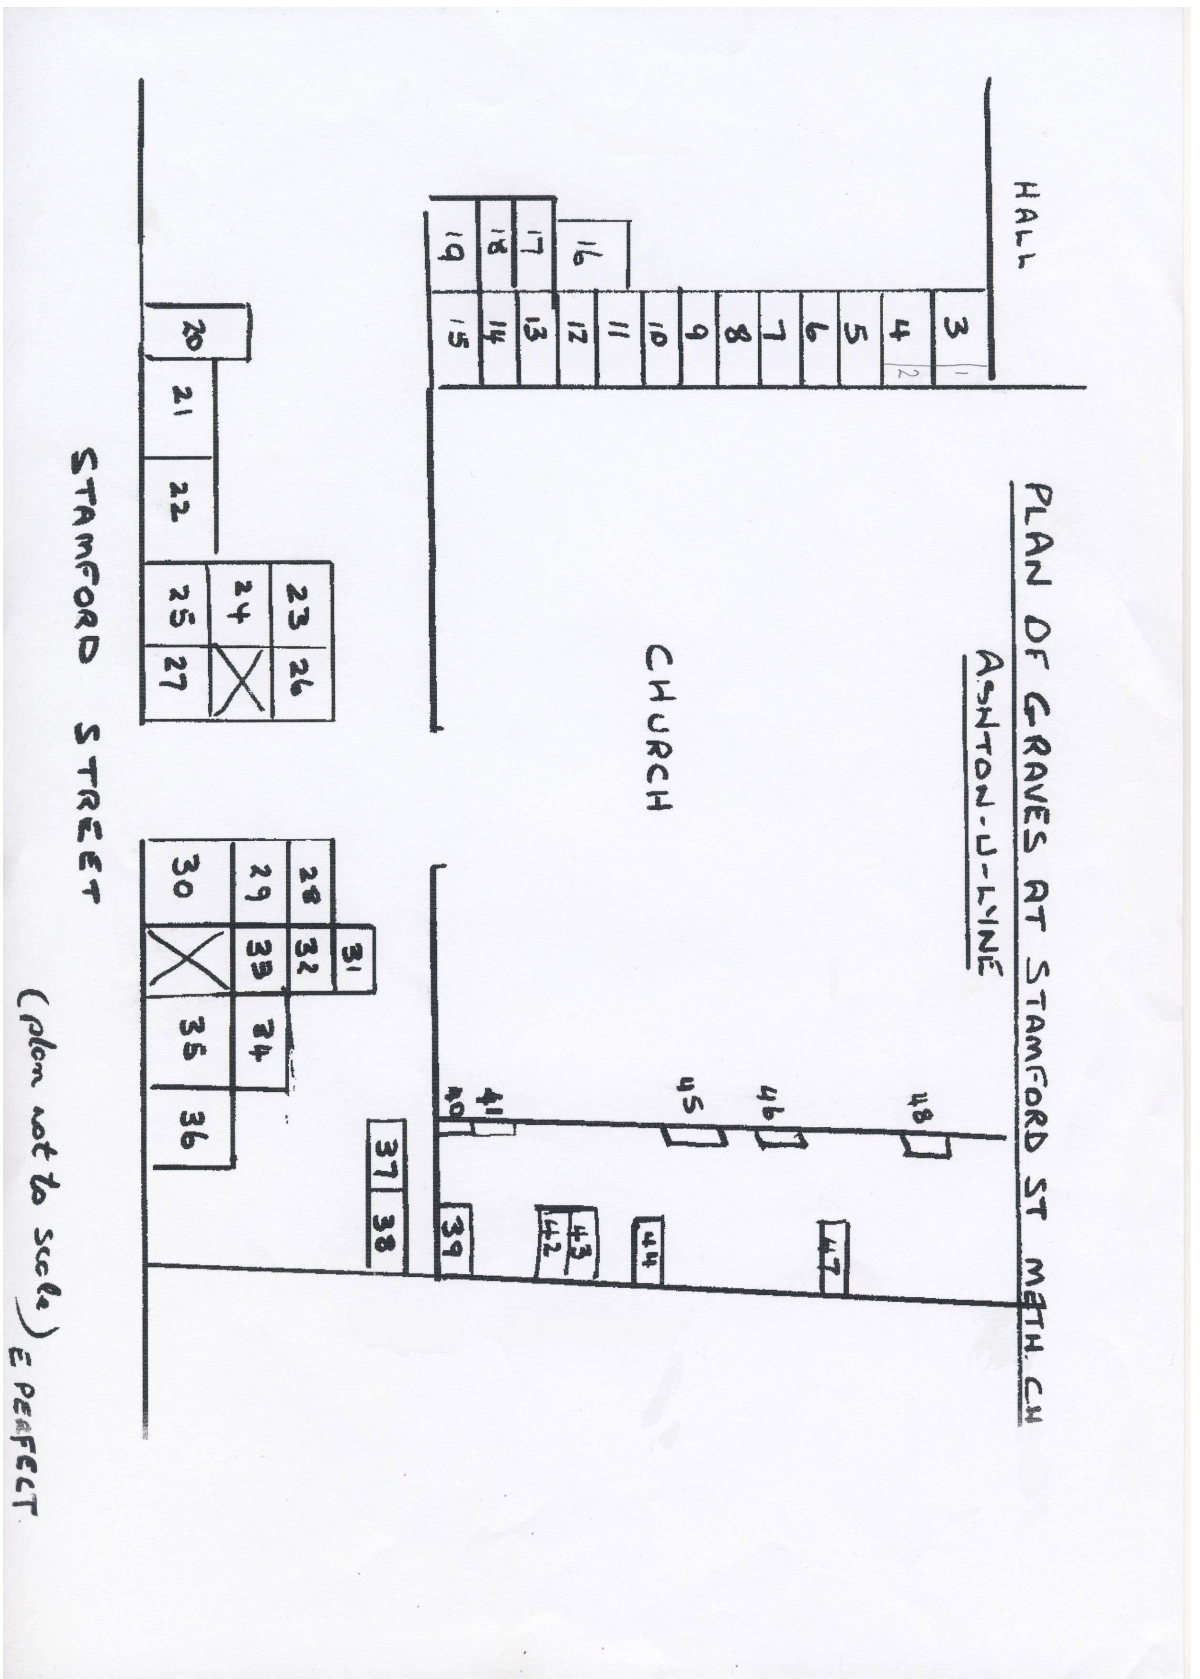 PLAN OF GRAVES AT STAMFORD ST METH. CH
ASHTON-U-LYNE
HALL
3 1
4 2
5
6
7
8
9
10
11
16 12
17 13
18 14
19 15
CHURCH
48
47
46
45
44
43
42
41
40 39
37 38
31
23 26 28 32
24 29 33 34
20 21 22 25 27 30 35 36
STAMFORD STREET
(plan not to scale)
E PERFECT